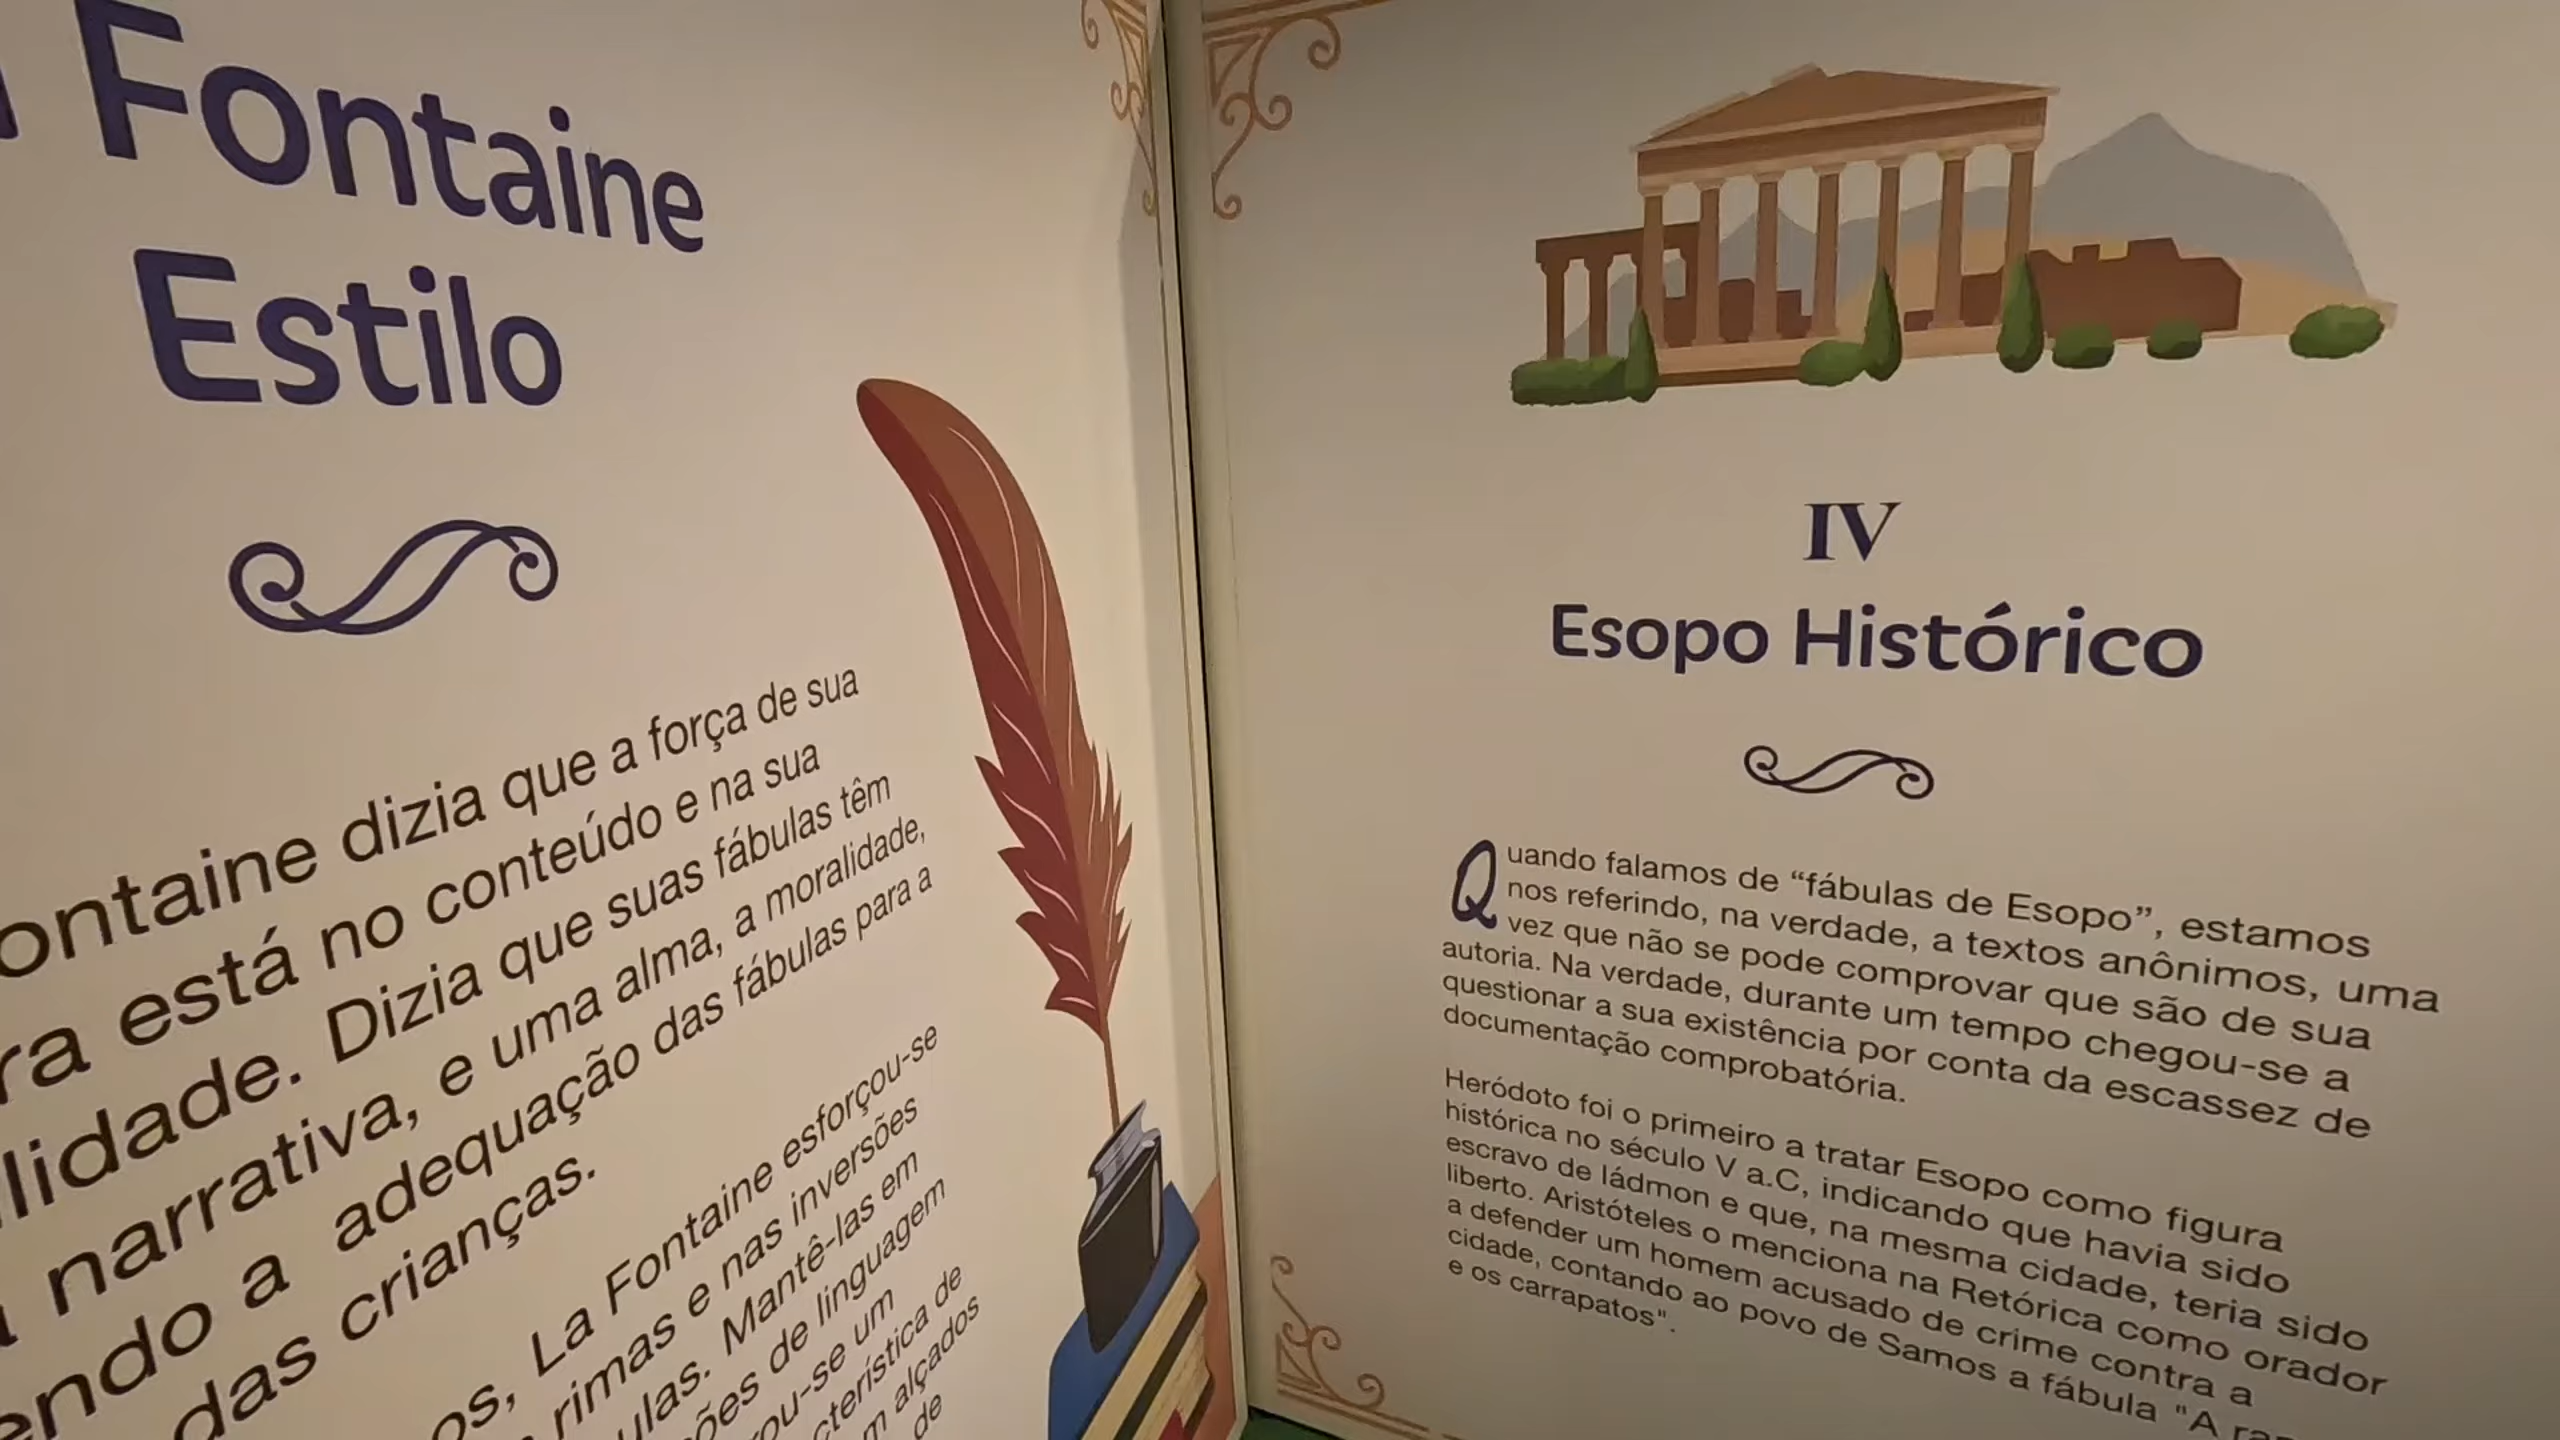 Fontaine
Estilo
dizia que a força de sua
está no conteúdo e na sua
Dizia que suas fábulas têm
narrativa, e uma alma, a moralidade,
a adequação das fábulas para a
das crianças.
La Fontaine esforçou-se
rimas e nas inversões
Mantê-las em
de linguagem
um
de
alçados
de
IV
Esopo Histórico
Quando falamos de “fábulas de Esopo”, estamos
nos referindo, na verdade, a textos anônimos, uma
vez que não se pode comprovar que são de sua
autoria. Na verdade, durante um tempo chegou-se a
questionar a sua existência por conta da escassez de
documentação comprobatória.
Heródoto foi o primeiro a tratar Esopo como figura
histórica no século V a.C, indicando que havia sido
escravo de ládmon e que, na mesma cidade, teria sido
liberto. Aristóteles o menciona na Retórica como orador
a defender um homem acusado de crime contra a
cidade, contando ao povo de Samos a fábula "A
e os carrapatos".